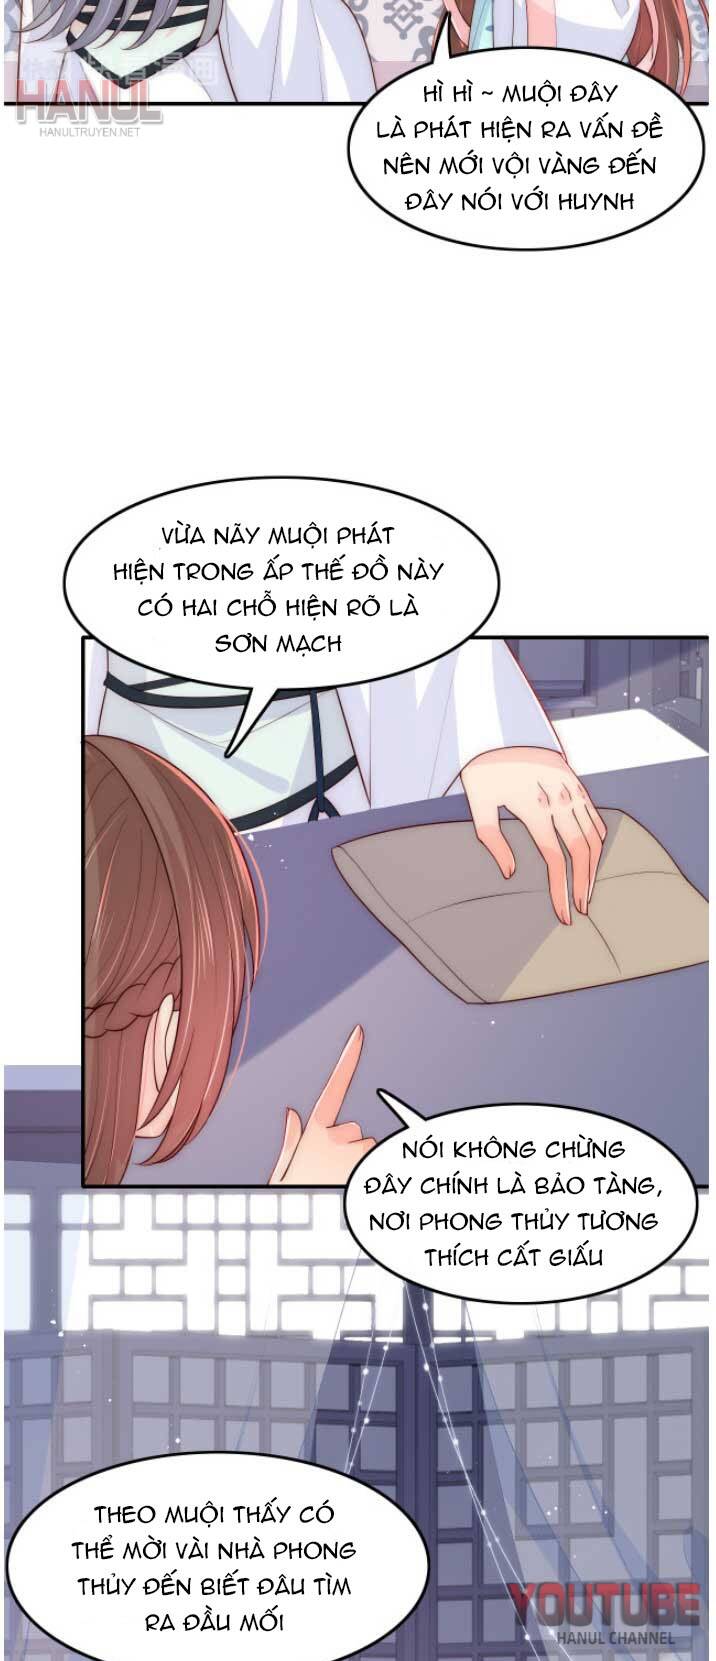 HANUL
HANULTRUYEN.NET
HÌ HÌ ~ MUỘI ĐÂY
LÀ PHÁT HIỆN RA VẤN ĐỀ
NÊN MỚI VỘI VÀNG ĐẾN
ĐÂY NÓI VỚI HUYNH
VỪA NÃY MUỘI PHÁT
HIỆN TRONG ẤP THẾ ĐỒ NÀY
CÓ HAI CHỖ HIỆN RÕ LÀ
SƠN MẠCH
NÓI KHÔNG CHỪNG
ĐÂY CHÍNH LÀ BẢO TÀNG,
NƠI PHONG THỦY TƯƠNG
THÍCH CẤT GIẤU
THEO MUỘI THẤY CÓ
THỂ MỜI VÀI NHÀ PHONG
THỦY ĐẾN BIẾT ĐÂU TÌM
RA ĐẦU MỐI
YOUTUBE
HANUL CHANNEL